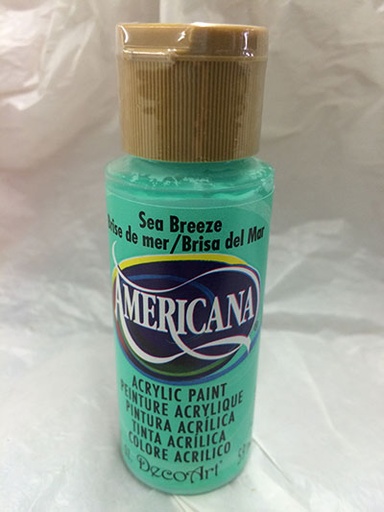 Sea Breeze
Brise de mer/Brisa del Mar
AMERICANA
ACRYLIC PAINT
PEINTURE ACRYLIQUE
PINTURA ACRÍLICA
TINTA ACRÍLICA
COLORE ACRILICO
DecoArt